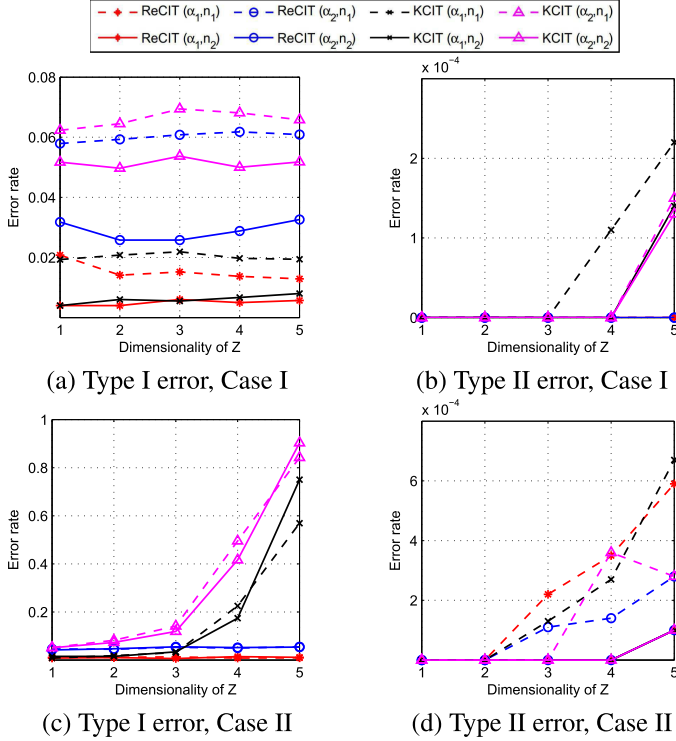 ReCIT (α₁,n₁) ReCIT (α₂,n₁) KCIT (α₁,n₁) KCIT (α₂,n₁)
ReCIT (α₁,n₂) ReCIT (α₂,n₂) KCIT (α₁,n₂) KCIT (α₂,n₂)
0.08
0.06
0.04
0.02
Error rate
1 2 3 4 5
Dimensionality of Z
(a) Type I error, Case I
x 10⁻⁴
2
1
0
Error rate
1 2 3 4 5
Dimensionality of Z
(b) Type II error, Case I
1
0.8
0.6
0.4
0.2
Error rate
1 2 3 4 5
Dimensionality of Z
(c) Type I error, Case II
x 10⁻⁴
6
4
2
Error rate
1 2 3 4 5
Dimensionality of Z
(d) Type II error, Case II